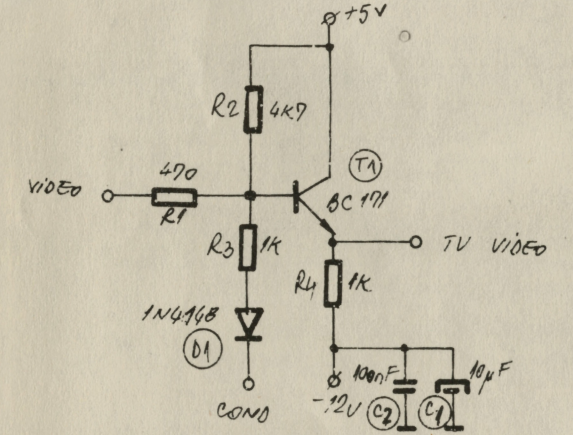 +5V
R2
4K7
T1
470
VIDEO
R1
BC 171
R3
1K
TV VIDEO
R4
1K
1N4148
D1
100nF
10µF
-12V
C2
C1
COND